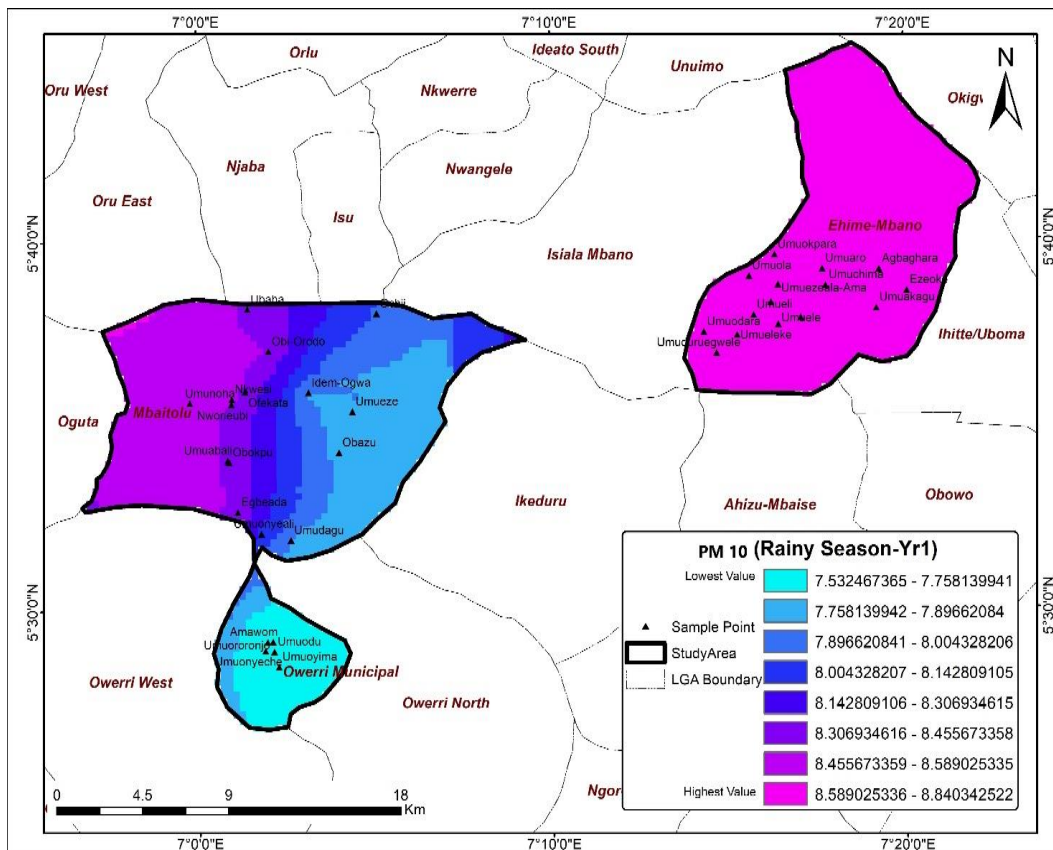 7°0'0"E
7°10'0"E
7°20'0"E
Orlu
Ideato South
Unuimo
N
Oru West
Nkwerre
Okigw
Njaba
Nwangele
Oru East
Isu
Ehime-Mbano
5°40'0"N
5°40'0"N
Isiala Mbano
Umuokpara
Umuola
Umuaro
Agbaghara
Umuchima
Umuezeala-Ama
Ezeoke
Umueli
Umuakagu
Umuele
Umuodara
Umueleke
Umuduruegwele
Ihitte/Uboma
Ubaha
Obi-Orodo
Idem-Ogwa
Umueze
Nkwesi
Umunoha
Ofekata
Mbaitolu
Nwoneubi
Oguta
Obazu
Umuabali
Obokpu
Egbeada
Umuonyeali
Umudagu
Ikeduru
Ahizu-Mbaise
Obowo
5°30'0"N
5°30'0"N
Amawom
Umuodu
Umuororonjo
Umuoyima
Umuonyeche
Owerri Municipal
Owerri West
Owerri North
Ngor
PM 10 (Rainy Season-Yr1)
Lowest Value
7.532467365 - 7.758139941
7.758139942 - 7.89662084
7.896620841 - 8.004328206
8.004328207 - 8.142809105
8.142809106 - 8.306934615
8.306934616 - 8.455673358
8.455673359 - 8.589025335
Highest Value
8.589025336 - 8.840342522
Sample Point
StudyArea
LGA Boundary
0 4.5 9 18
Km
7°0'0"E
7°10'0"E
7°20'0"E